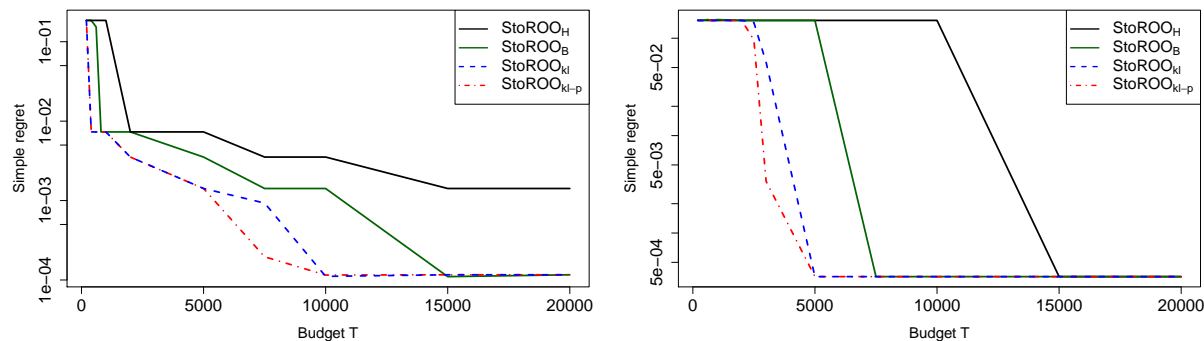 Simple regret
1e-01
1e-02
1e-03
1e-04
StoROO_H
StoROO_B
StoROO_kl
StoROO_kl-p
0 5000 10000 15000 20000
Budget T
Simple regret
5e-02
5e-03
5e-04
StoROO_H
StoROO_B
StoROO_kl
StoROO_kl-p
0 5000 10000 15000 20000
Budget T